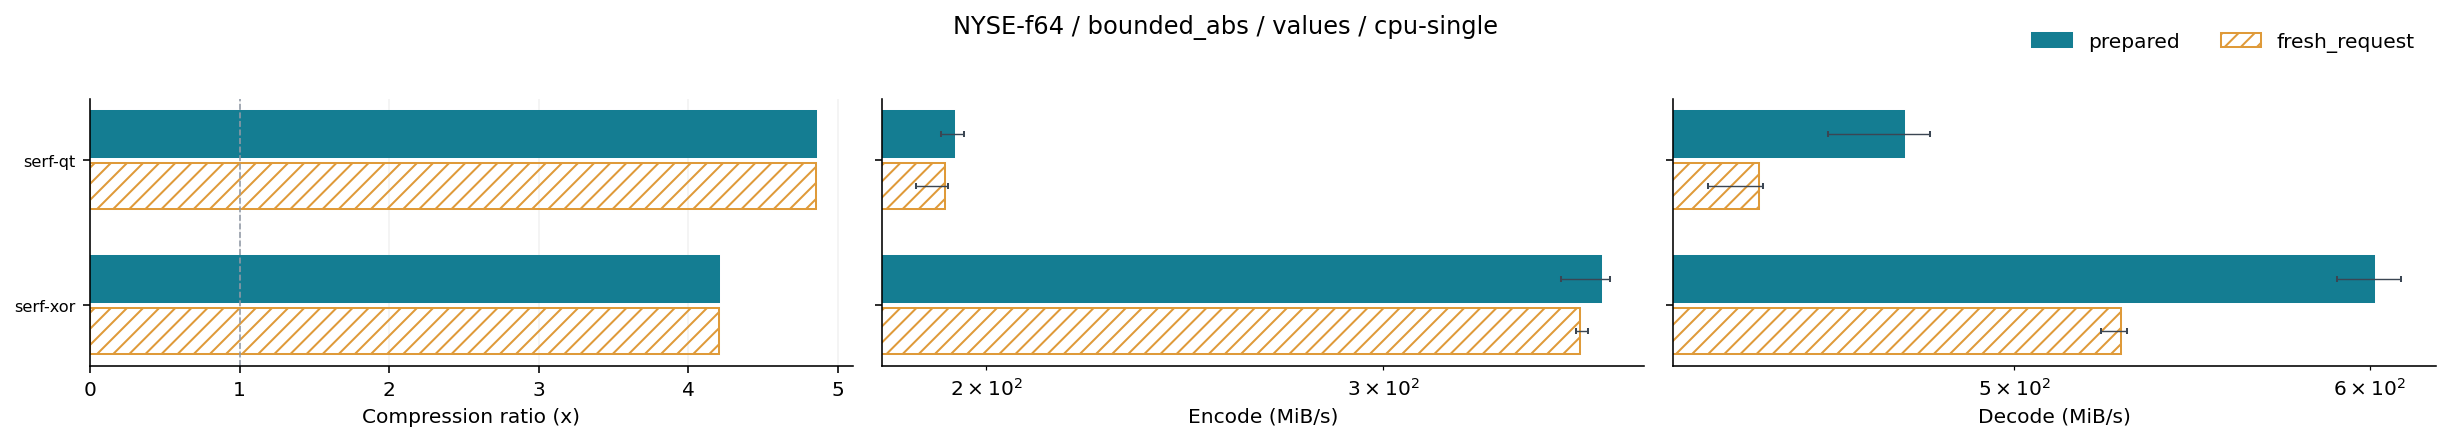 NYSE-f64 / bounded_abs / values / cpu-single
prepared
fresh_request
serf-qt
serf-xor
0 1 2 3 4 5
Compression ratio (x)
2 × 10²
3 × 10²
Encode (MiB/s)
5 × 10²
6 × 10²
Decode (MiB/s)